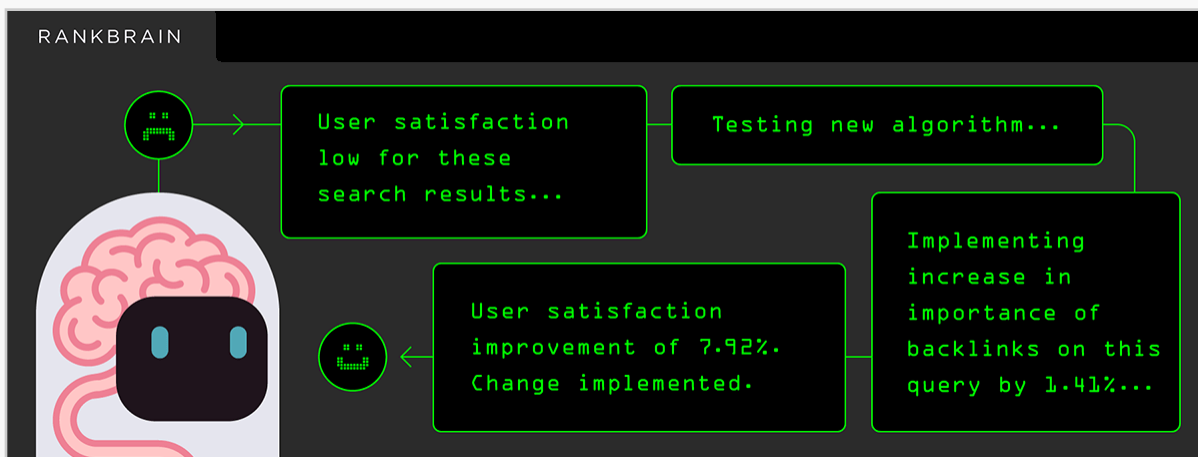 RANKBRAIN
User satisfaction
low for these
search results...
Testing new algorithm...
Implementing
increase in
importance of
backlinks on this
query by 1.41%...
User satisfaction
improvement of 7.92%.
Change implemented.